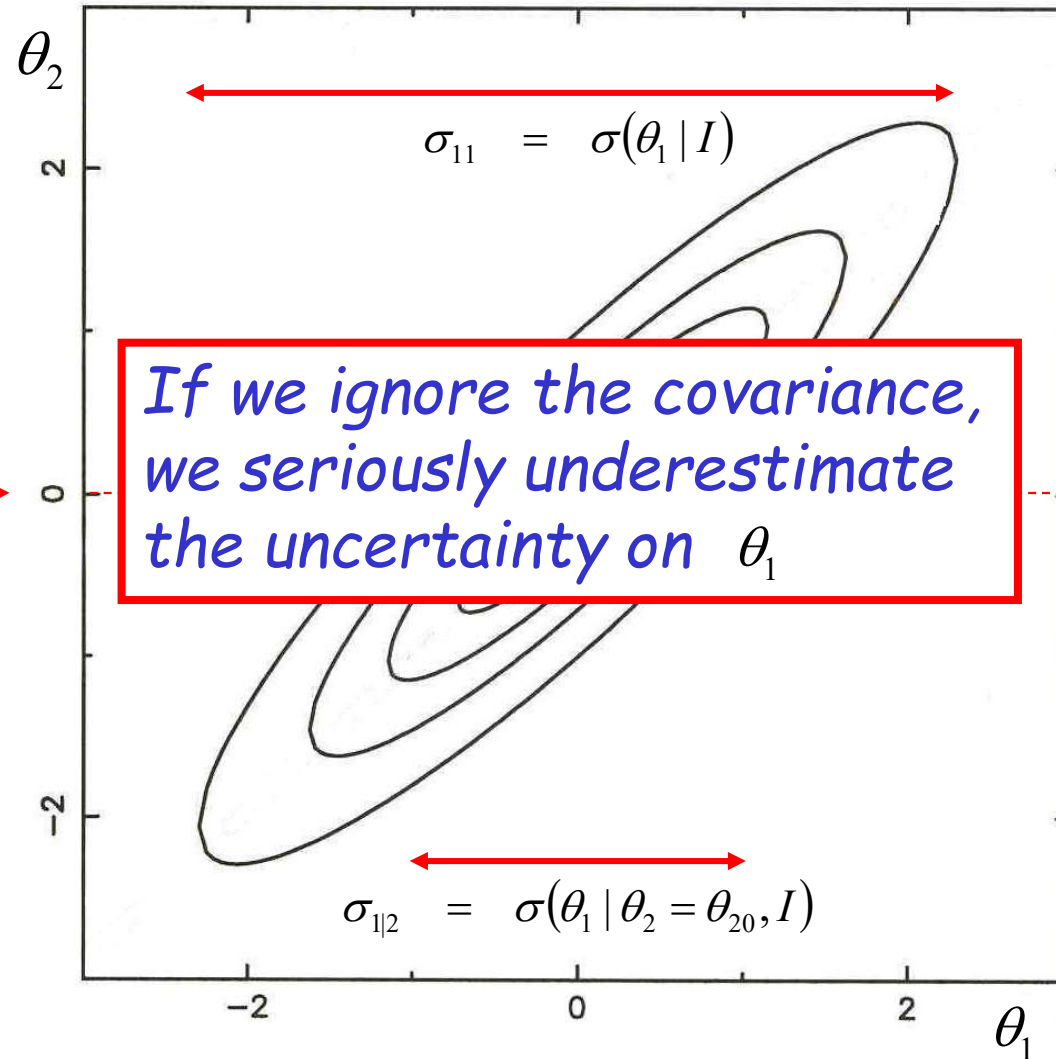 θ₂
σ₁₁ = σ(θ₁ | I)
2
If we ignore the covariance,
we seriously underestimate
the uncertainty on θ₁
0
-2
σ₁|₂ = σ(θ₁ | θ₂ = θ₂₀, I)
-2 0 2
θ₁